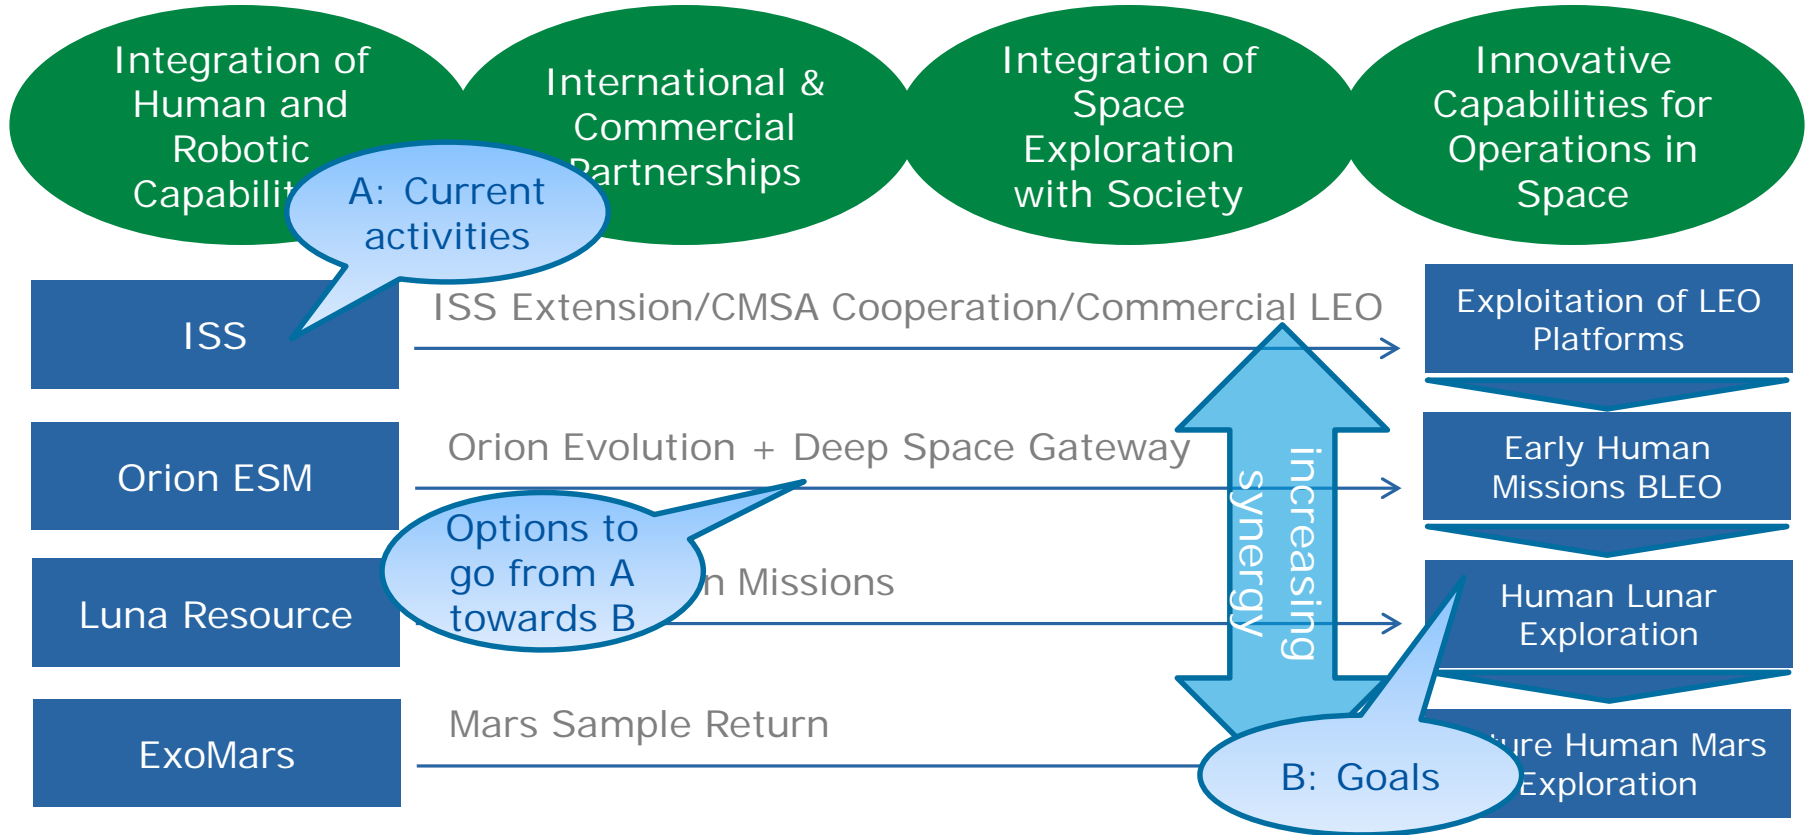 Integration of
Human and
Robotic
International &
Commercial
Partnerships
Integration of
Space
Exploration
with Society
Innovative
Capabilities for
Operations in
Space
A: Current
activities
ISS
ISS Extension/CMSA Cooperation/Commercial LEO
Exploitation of LEO
Platforms
Orion ESM
Orion Evolution + Deep Space Gateway
Early Human
Missions BLEO
increasing
synergy
Options to
go from A
towards B
Luna Resource
Missions
Human Lunar
Exploration
ExoMars
Mars Sample Return
B: Goals
Human Mars
Exploration